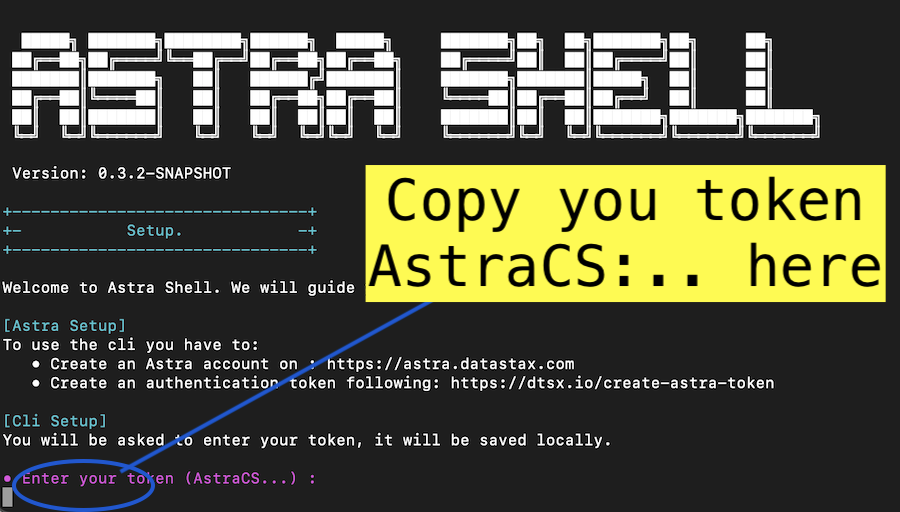 ASTRA SHELL
Version: 0.3.2-SNAPSHOT
+-------------------------------+
+- Setup. -+
+-------------------------------+
Copy you token
AstraCS:.. here
Welcome to Astra Shell. We will guide
[Astra Setup]
To use the cli you have to:
• Create an Astra account on : https://astra.datastax.com
• Create an authentication token following: https://dtsx.io/create-astra-token
[Cli Setup]
You will be asked to enter your token, it will be saved locally.
• Enter your token (AstraCS...) :